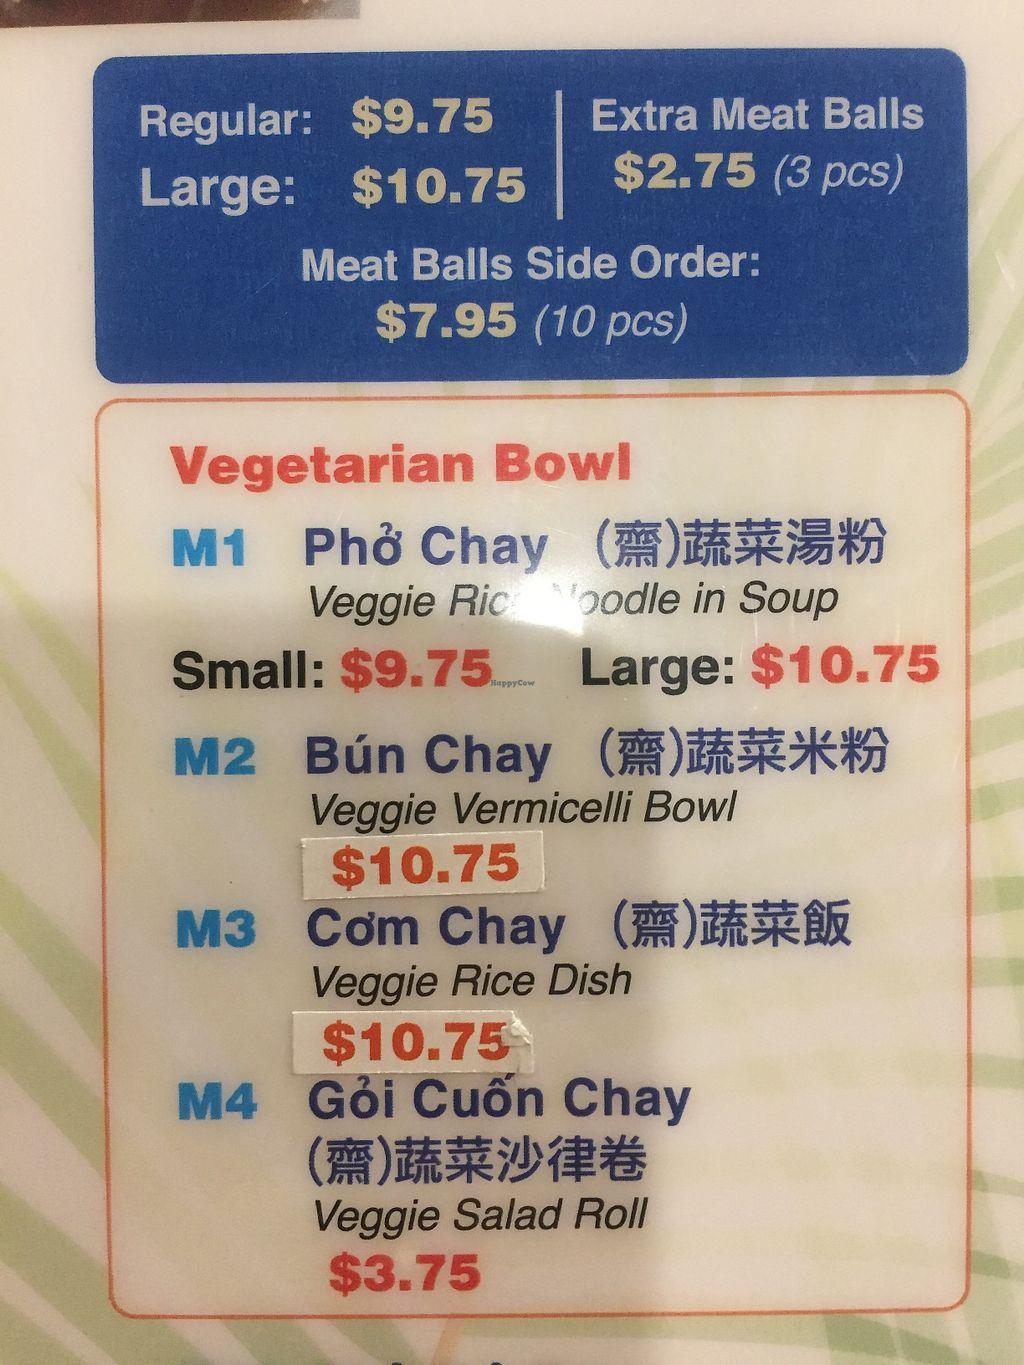 Regular: $9.75
Large: $10.75
Extra Meat Balls
$2.75 (3 pcs)
Meat Balls Side Order:
$7.95 (10 pcs)
Vegetarian Bowl
M1 Phở Chay (齋)蔬菜湯粉
Veggie Rice Noodle in Soup
Small: $9.75 Large: $10.75
HappyCow
M2 Bún Chay (齋)蔬菜米粉
Veggie Vermicelli Bowl
$10.75
M3 Cơm Chay (齋)蔬菜飯
Veggie Rice Dish
$10.75
M4 Gỏi Cuốn Chay
(齋)蔬菜沙律卷
Veggie Salad Roll
$3.75